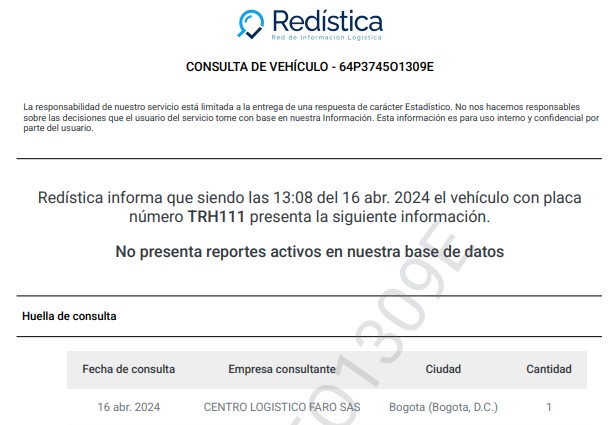 Redística
Red de Información Logística
CONSULTA DE VEHÍCULO - 64P374501309E
La responsabilidad de nuestro servicio está limitada a la entrega de una respuesta de carácter Estadístico. No nos hacemos responsables
sobre las decisiones que el usuario del servicio tome con base en nuestra Información. Esta información es para uso interno y confidencial por
parte del usuario.
Redística informa que siendo las 13:08 del 16 abr. 2024 el vehículo con placa
número TRH111 presenta la siguiente información.
No presenta reportes activos en nuestra base de datos
Huella de consulta
Fecha de consulta Empresa consultante Ciudad Cantidad
16 abr. 2024 CENTRO LOGISTICO FARO SAS Bogota (Bogota, D.C.) 1
501309E